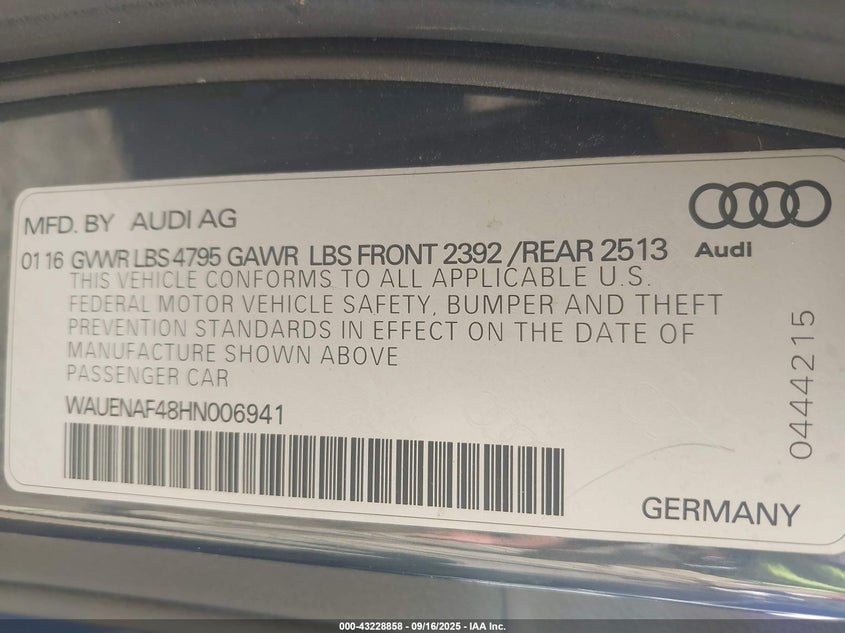 MFD. BY AUDI AG
Audi
01 16 GVWR LBS 4795 GAWR LBS FRONT 2392 /REAR 2513
THIS VEHICLE CONFORMS TO ALL APPLICABLE U.S.
FEDERAL MOTOR VEHICLE SAFETY, BUMPER AND THEFT
PREVENTION STANDARDS IN EFFECT ON THE DATE OF
MANUFACTURE SHOWN ABOVE
PASSENGER CAR
WAUENAF48HN006941
0444215
GERMANY
000-43228858 - 09/16/2025 - IAA Inc.